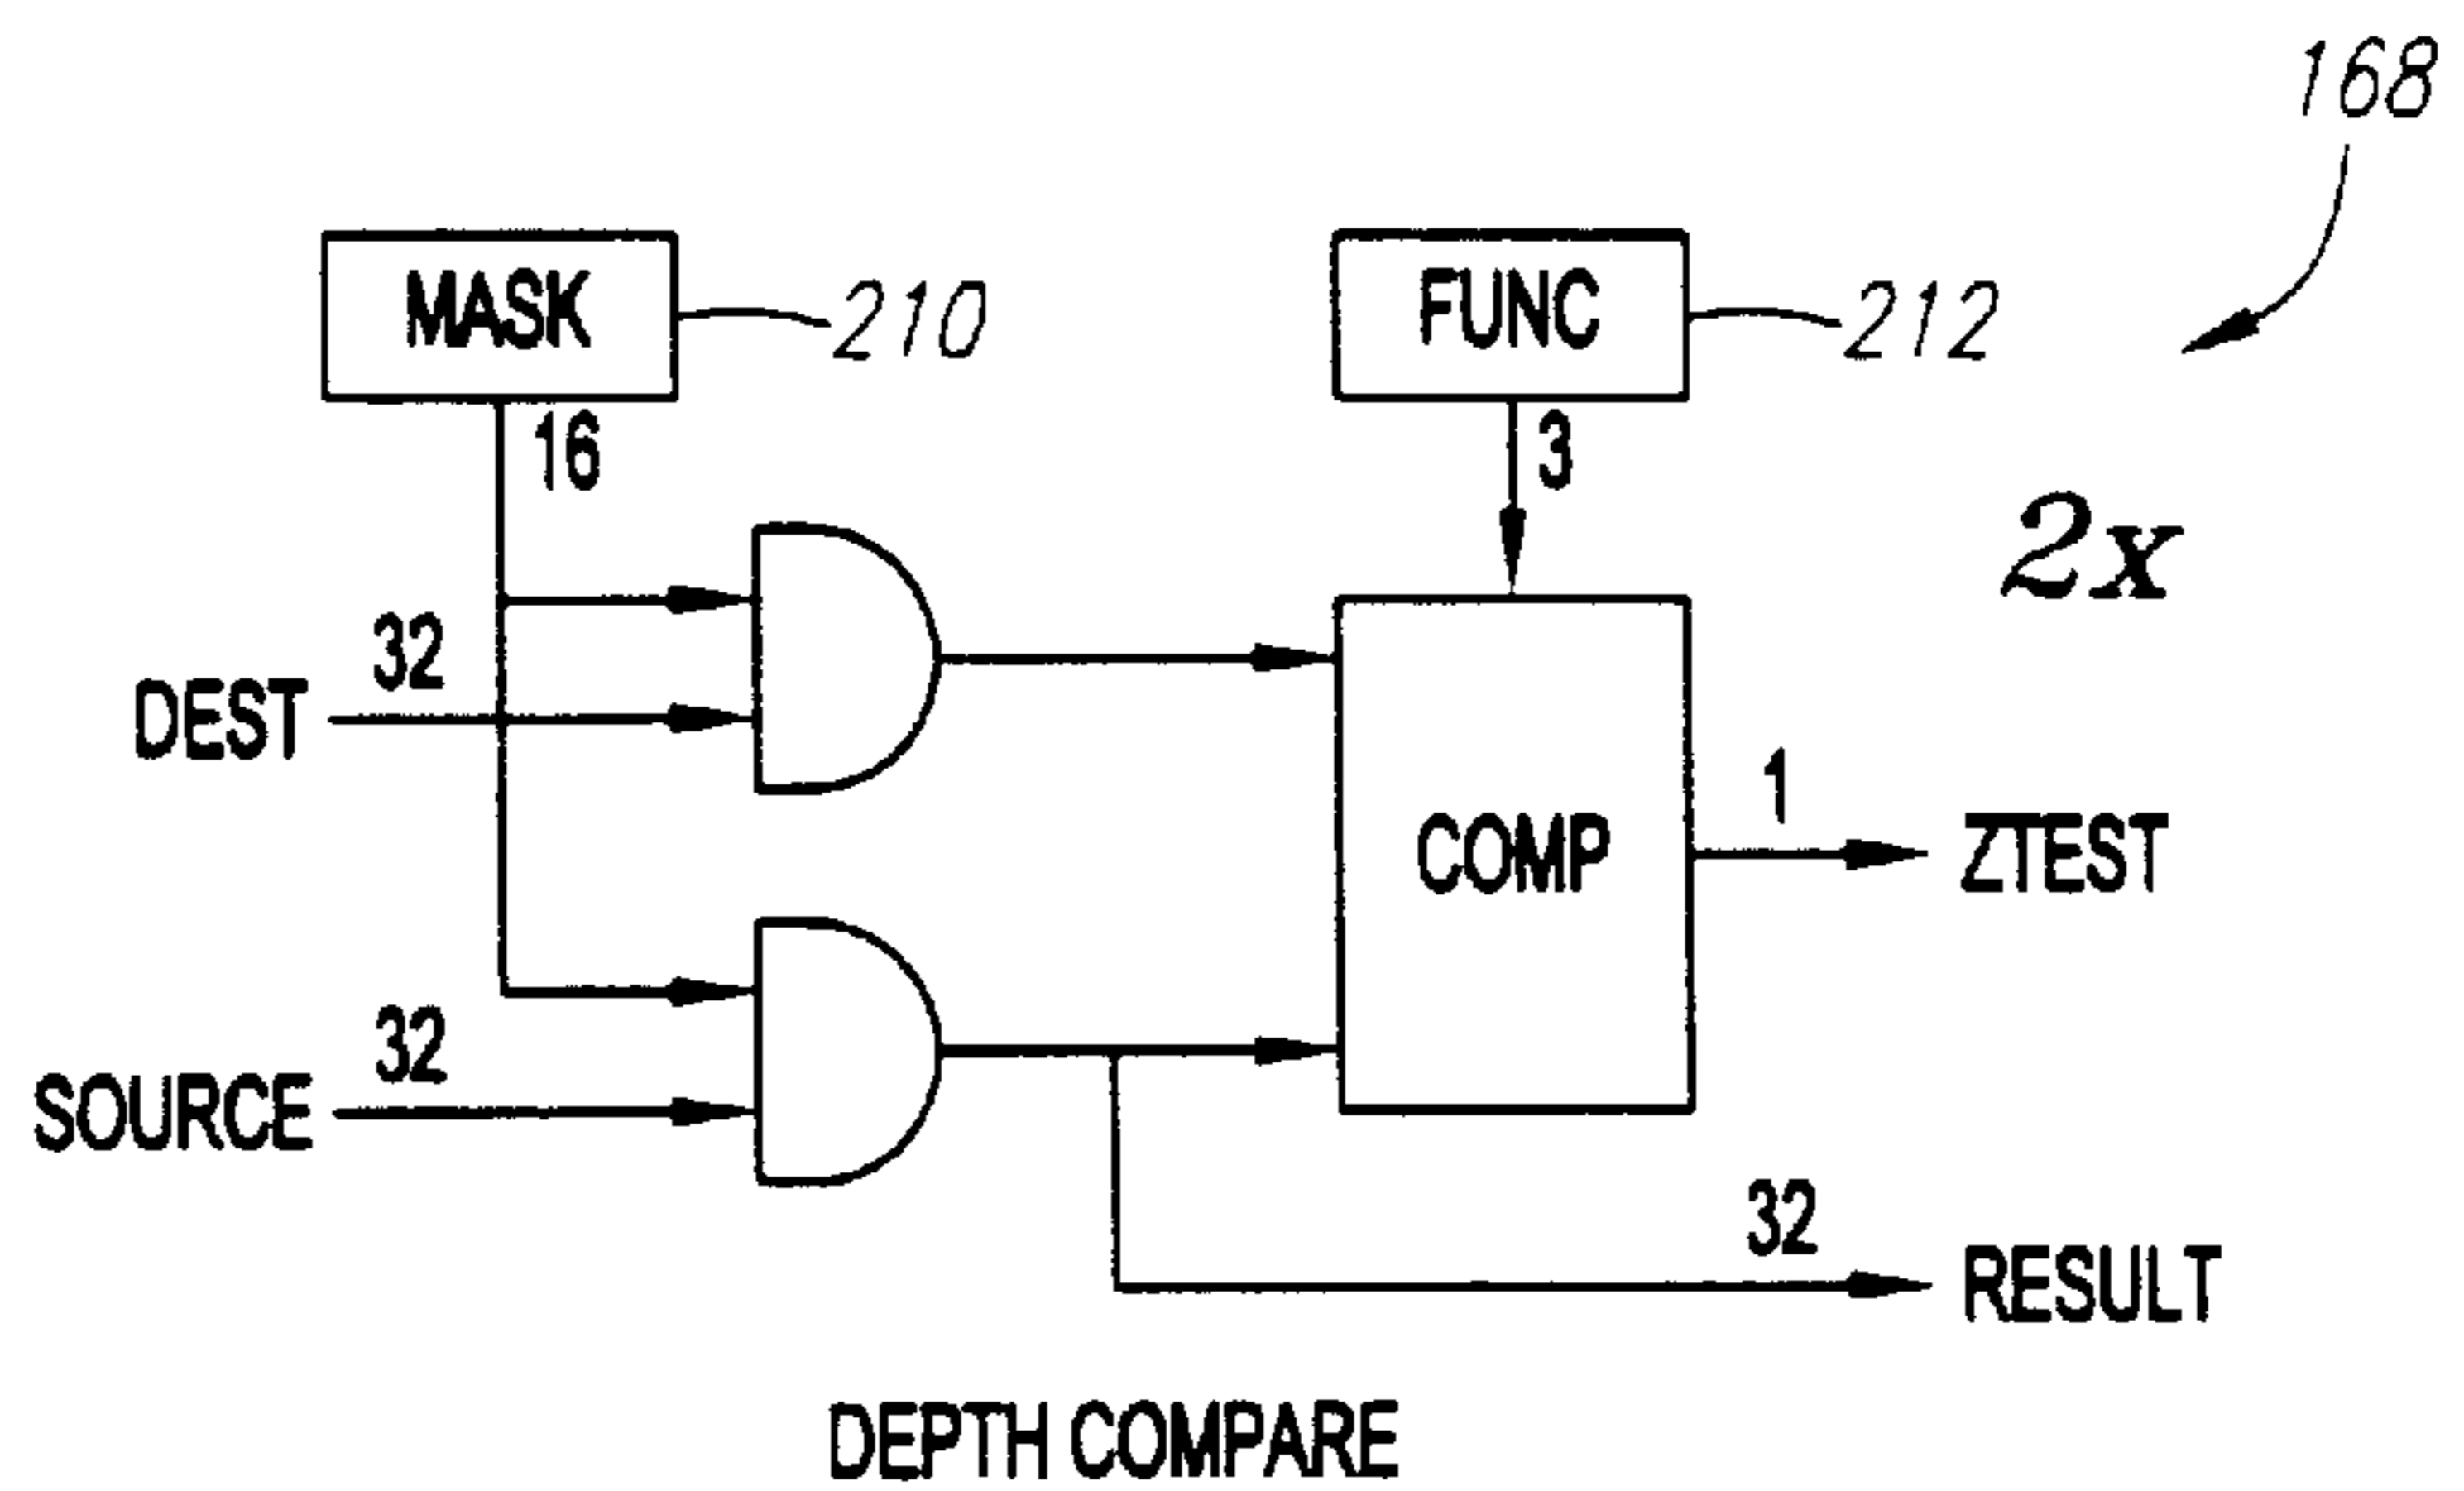 168
MASK
210
FUNC
212
16
3
2x
32
DEST
1
COMP
ZTEST
32
SOURCE
32
RESULT
DEPTH COMPARE